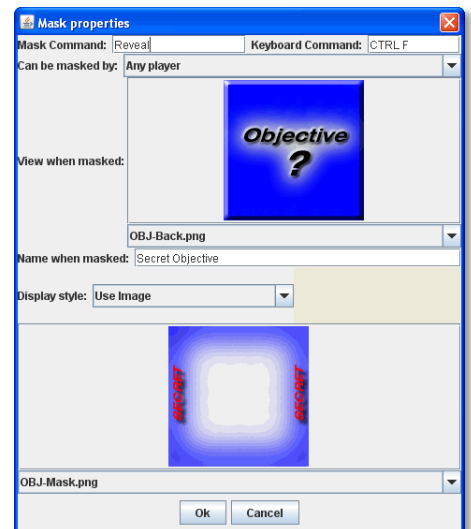 Mask properties
Mask Command: Reveal Keyboard Command: CTRL F
Can be masked by: Any player
Objective
?
View when masked:
OBJ-Back.png
Name when masked: Secret Objective
Display style: Use Image
SECRET SECRET
OBJ-Mask.png
Ok Cancel